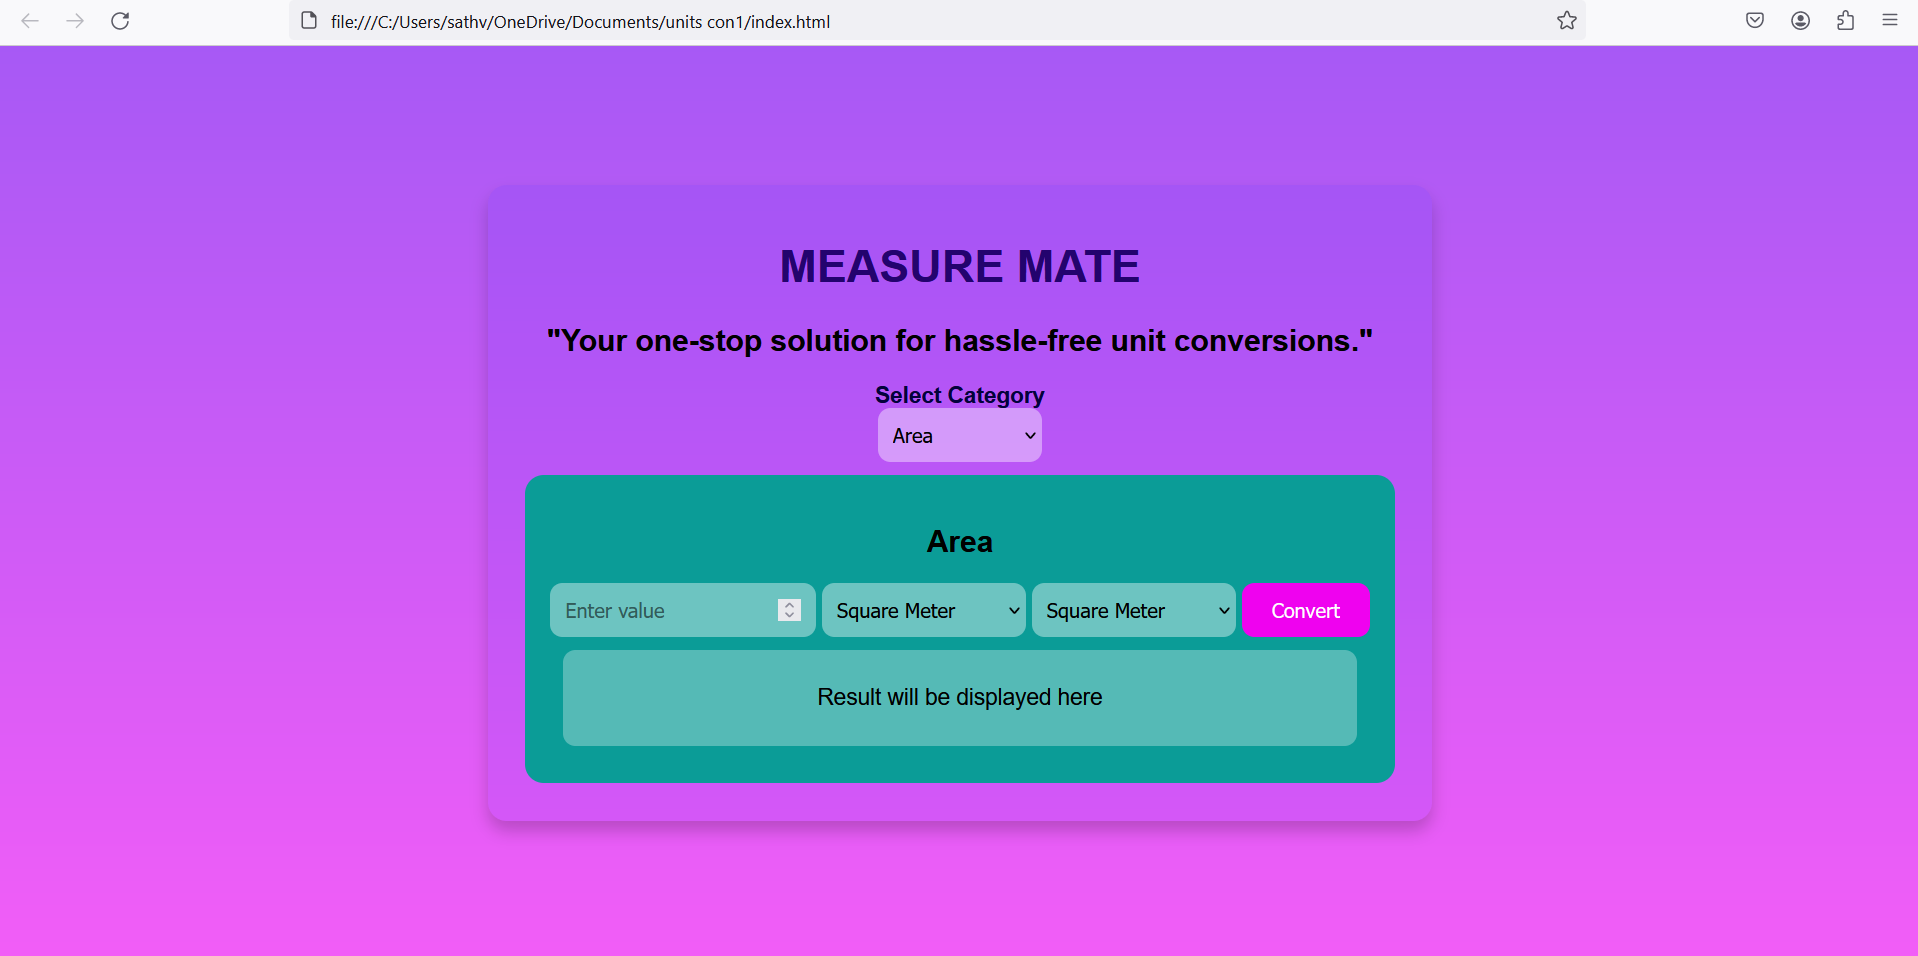 file:///C:/Users/sathv/OneDrive/Documents/units con1/index.html
MEASURE MATE
"Your one-stop solution for hassle-free unit conversions."
Select Category
Area
Area
Enter value Square Meter Square Meter Convert
Result will be displayed here